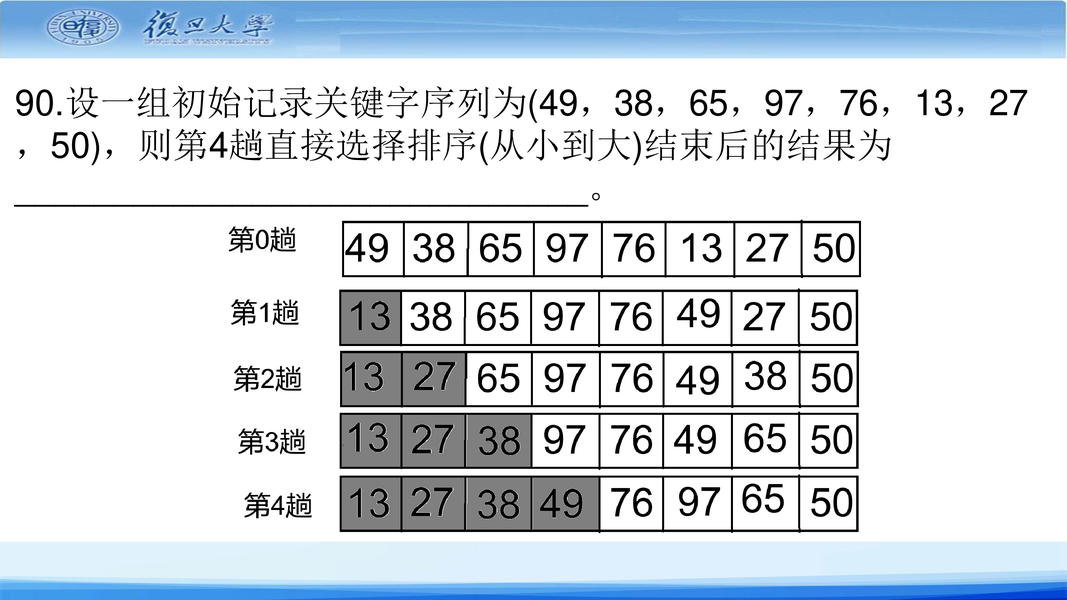 復旦大學
90.设一组初始记录关键字序列为(49，38，65，97，76，13，27
，50)，则第4趟直接选择排序(从小到大)结束后的结果为
______________________________。
第0趟 49 38 65 97 76 13 27 50
第1趟 13 38 65 97 76 49 27 50
第2趟 13 27 65 97 76 49 38 50
第3趟 13 27 38 97 76 49 65 50
第4趟 13 27 38 49 76 97 65 50